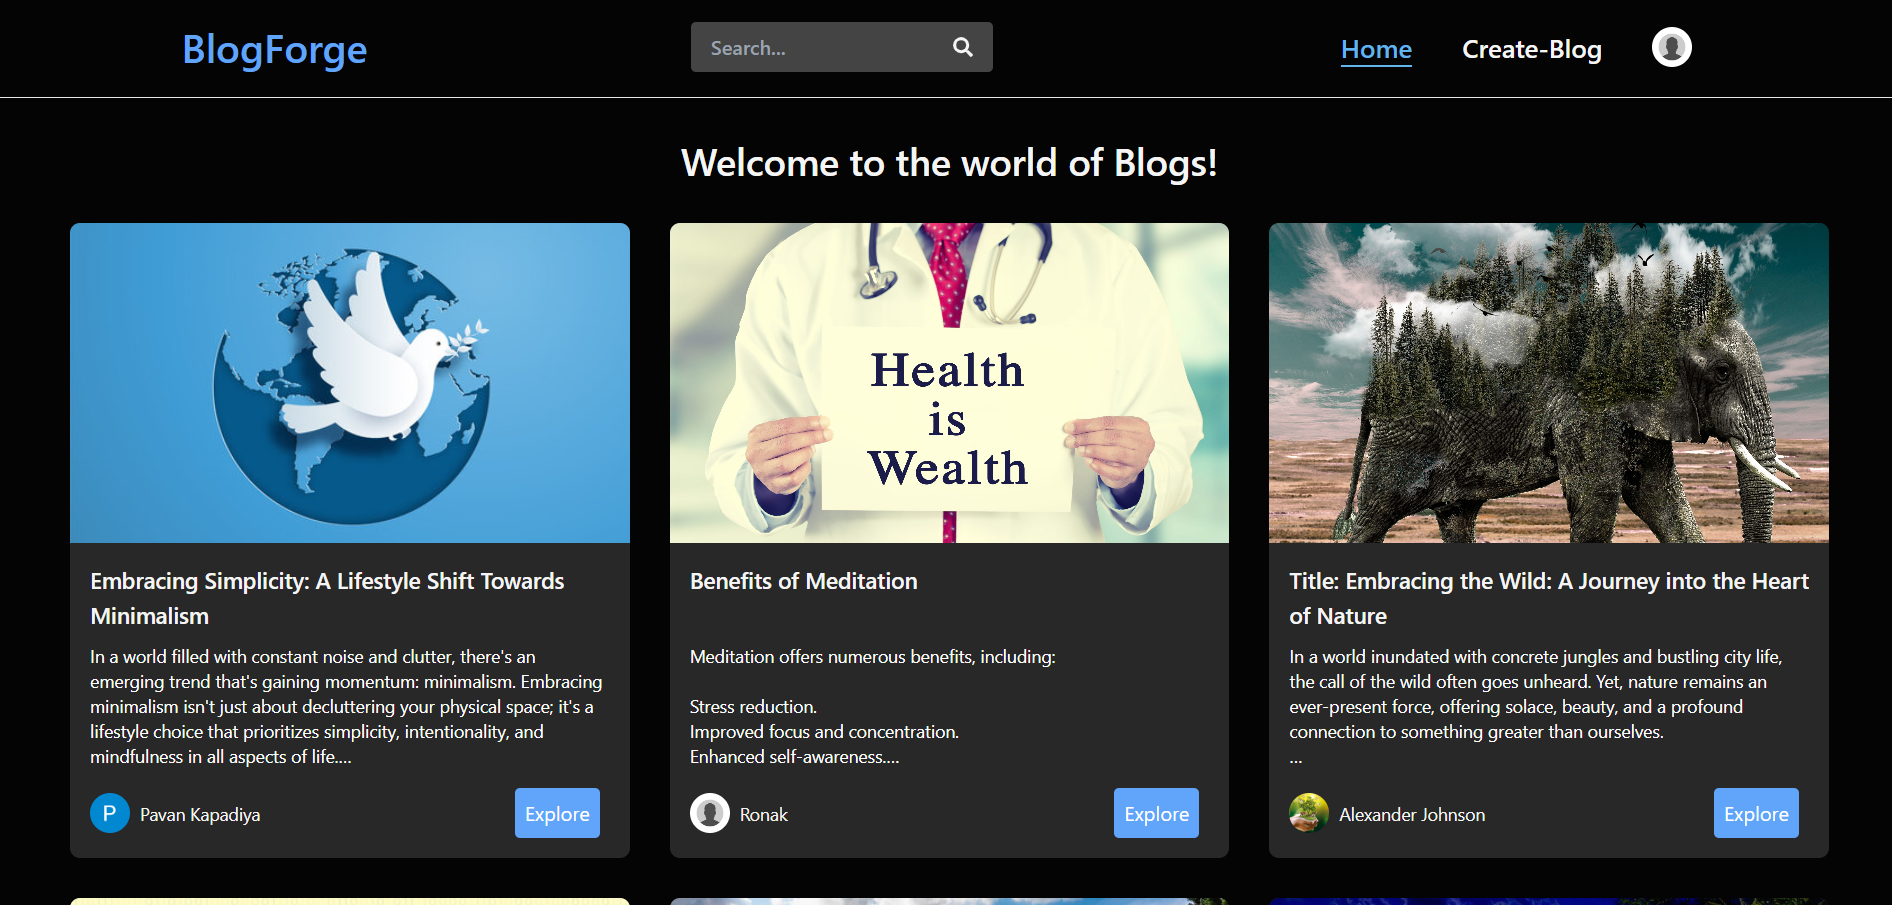 BlogForge
Search...
Home
Create-Blog
Welcome to the world of Blogs!
Health
is
Wealth
Embracing Simplicity: A Lifestyle Shift Towards
Minimalism
In a world filled with constant noise and clutter, there's an
emerging trend that's gaining momentum: minimalism. Embracing
minimalism isn't just about decluttering your physical space; it's a
lifestyle choice that prioritizes simplicity, intentionality, and
mindfulness in all aspects of life....
P
Pavan Kapadiya
Explore
Benefits of Meditation
Meditation offers numerous benefits, including:
Stress reduction.
Improved focus and concentration.
Enhanced self-awareness....
Ronak
Explore
Title: Embracing the Wild: A Journey into the Heart
of Nature
In a world inundated with concrete jungles and bustling city life,
the call of the wild often goes unheard. Yet, nature remains an
ever-present force, offering solace, beauty, and a profound
connection to something greater than ourselves.
...
Alexander Johnson
Explore